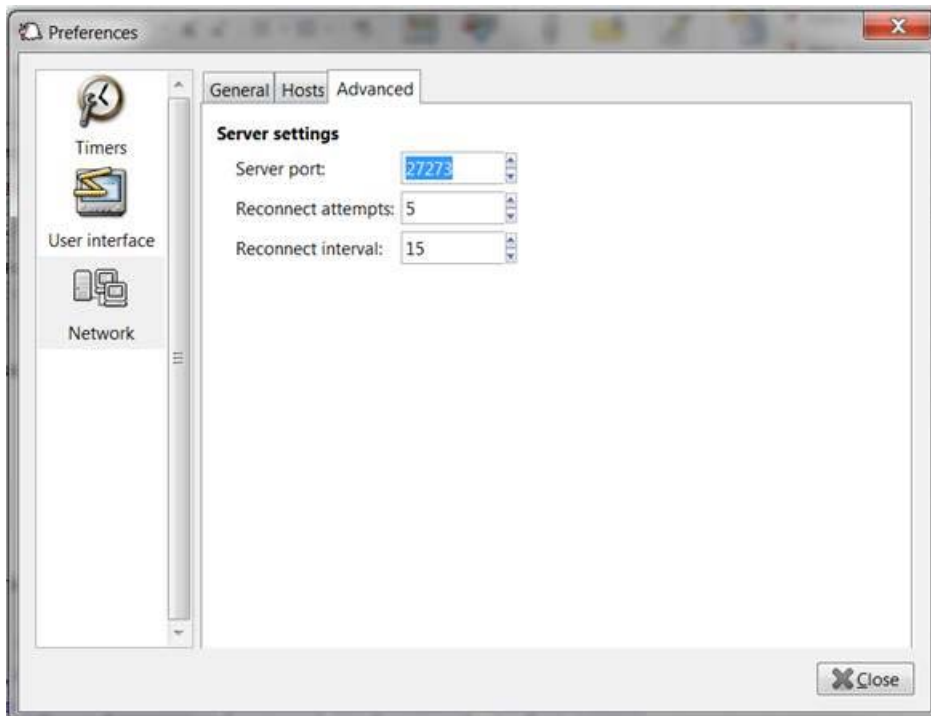 Preferences
Timers
User interface
Network
General Hosts Advanced
Server settings
Server port: 27273
Reconnect attempts: 5
Reconnect interval: 15
Close